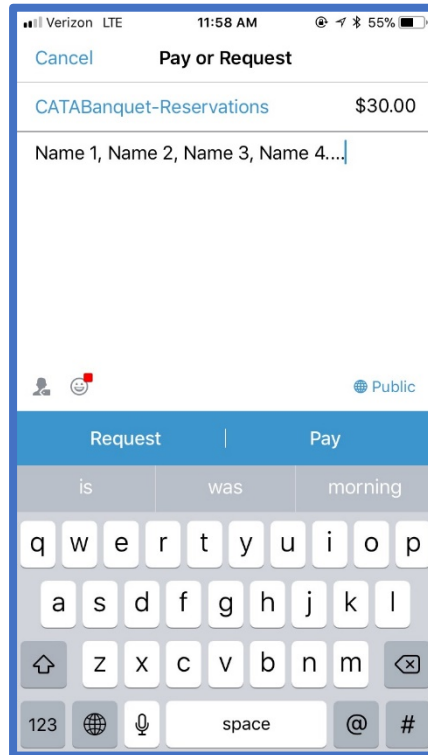 Verizon LTE 11:58 AM 55%
Cancel Pay or Request
CATABanquet-Reservations $30.00
Name 1, Name 2, Name 3, Name 4....
Public
Request Pay
is was morning
q w e r t y u i o p
a s d f g h j k l
z x c v b n m
123 space @ #